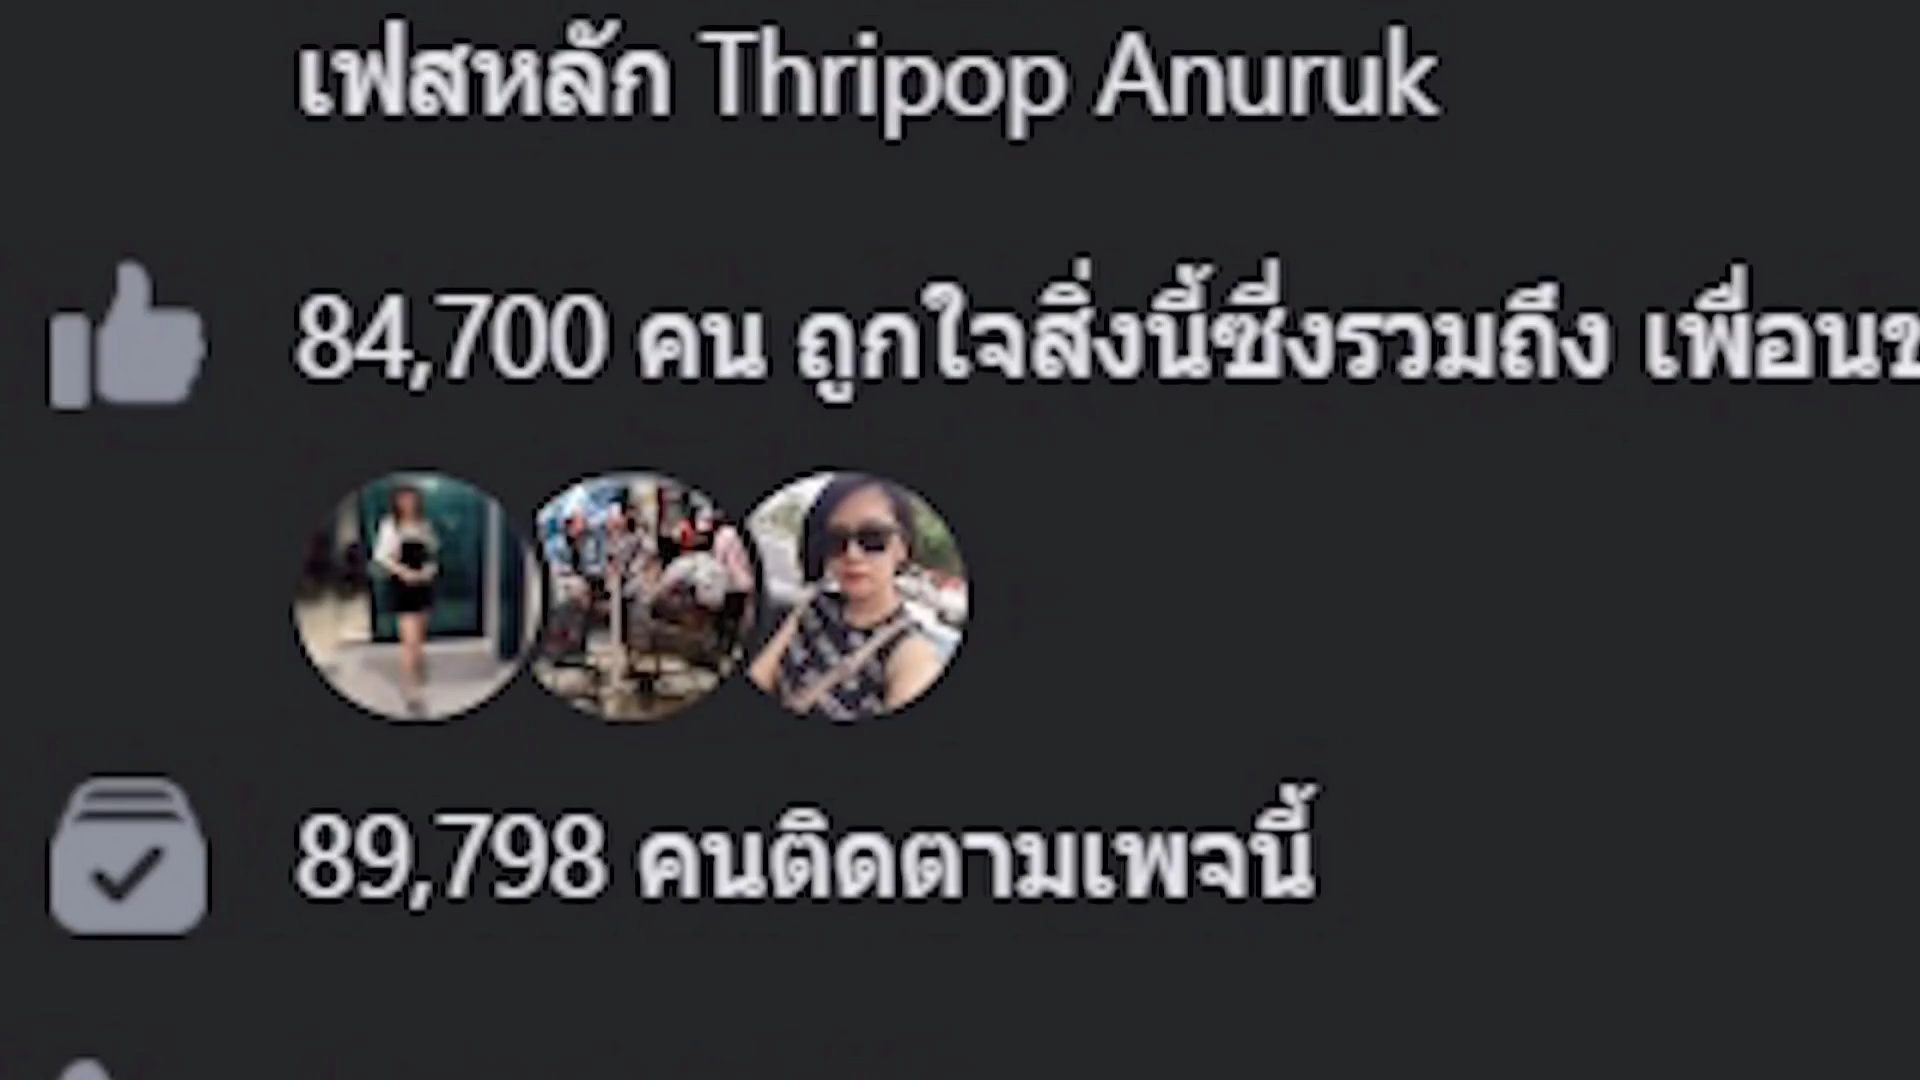 เฟสหลัก Thripop Anuruk
84,700 คน ถูกใจสิ่งนี้ซึ่งรวมถึง เพื่อนข
89,798 คนติดตามเพจนี้